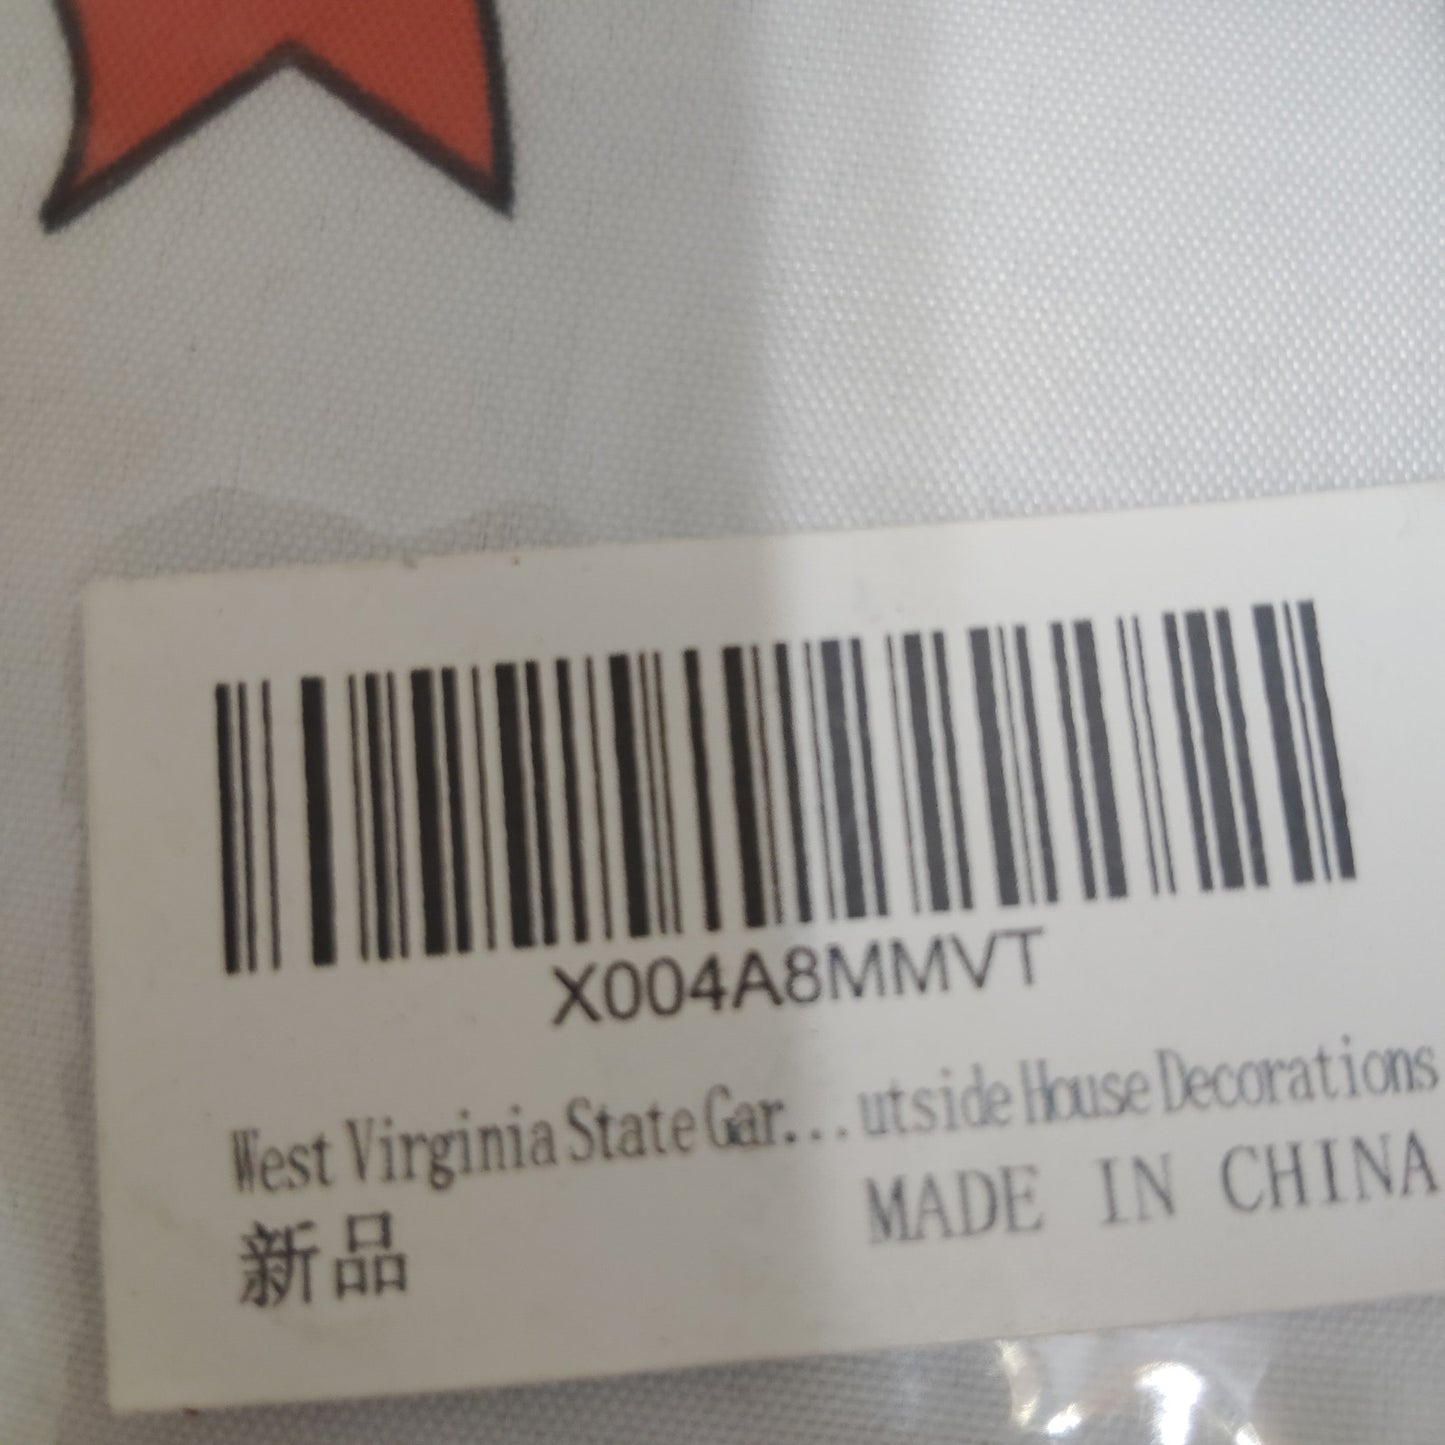 X004A8MMVT
West Virginia State Gar...utside House Decorations
新品
MADE IN CHINA